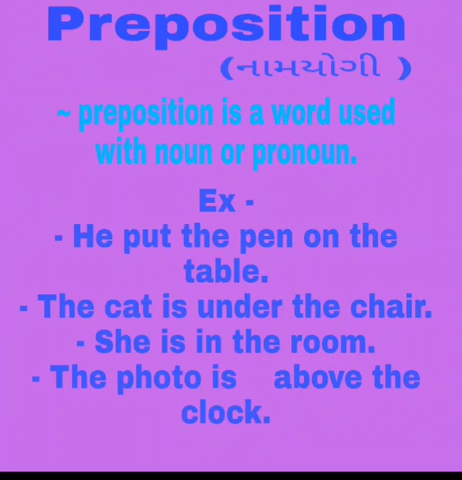 Preposition
(નામયોગી )
~ preposition is a word used
with noun or pronoun.
Ex -
- He put the pen on the
table.
- The cat is under the chair.
- She is in the room.
- The photo is above the
clock.